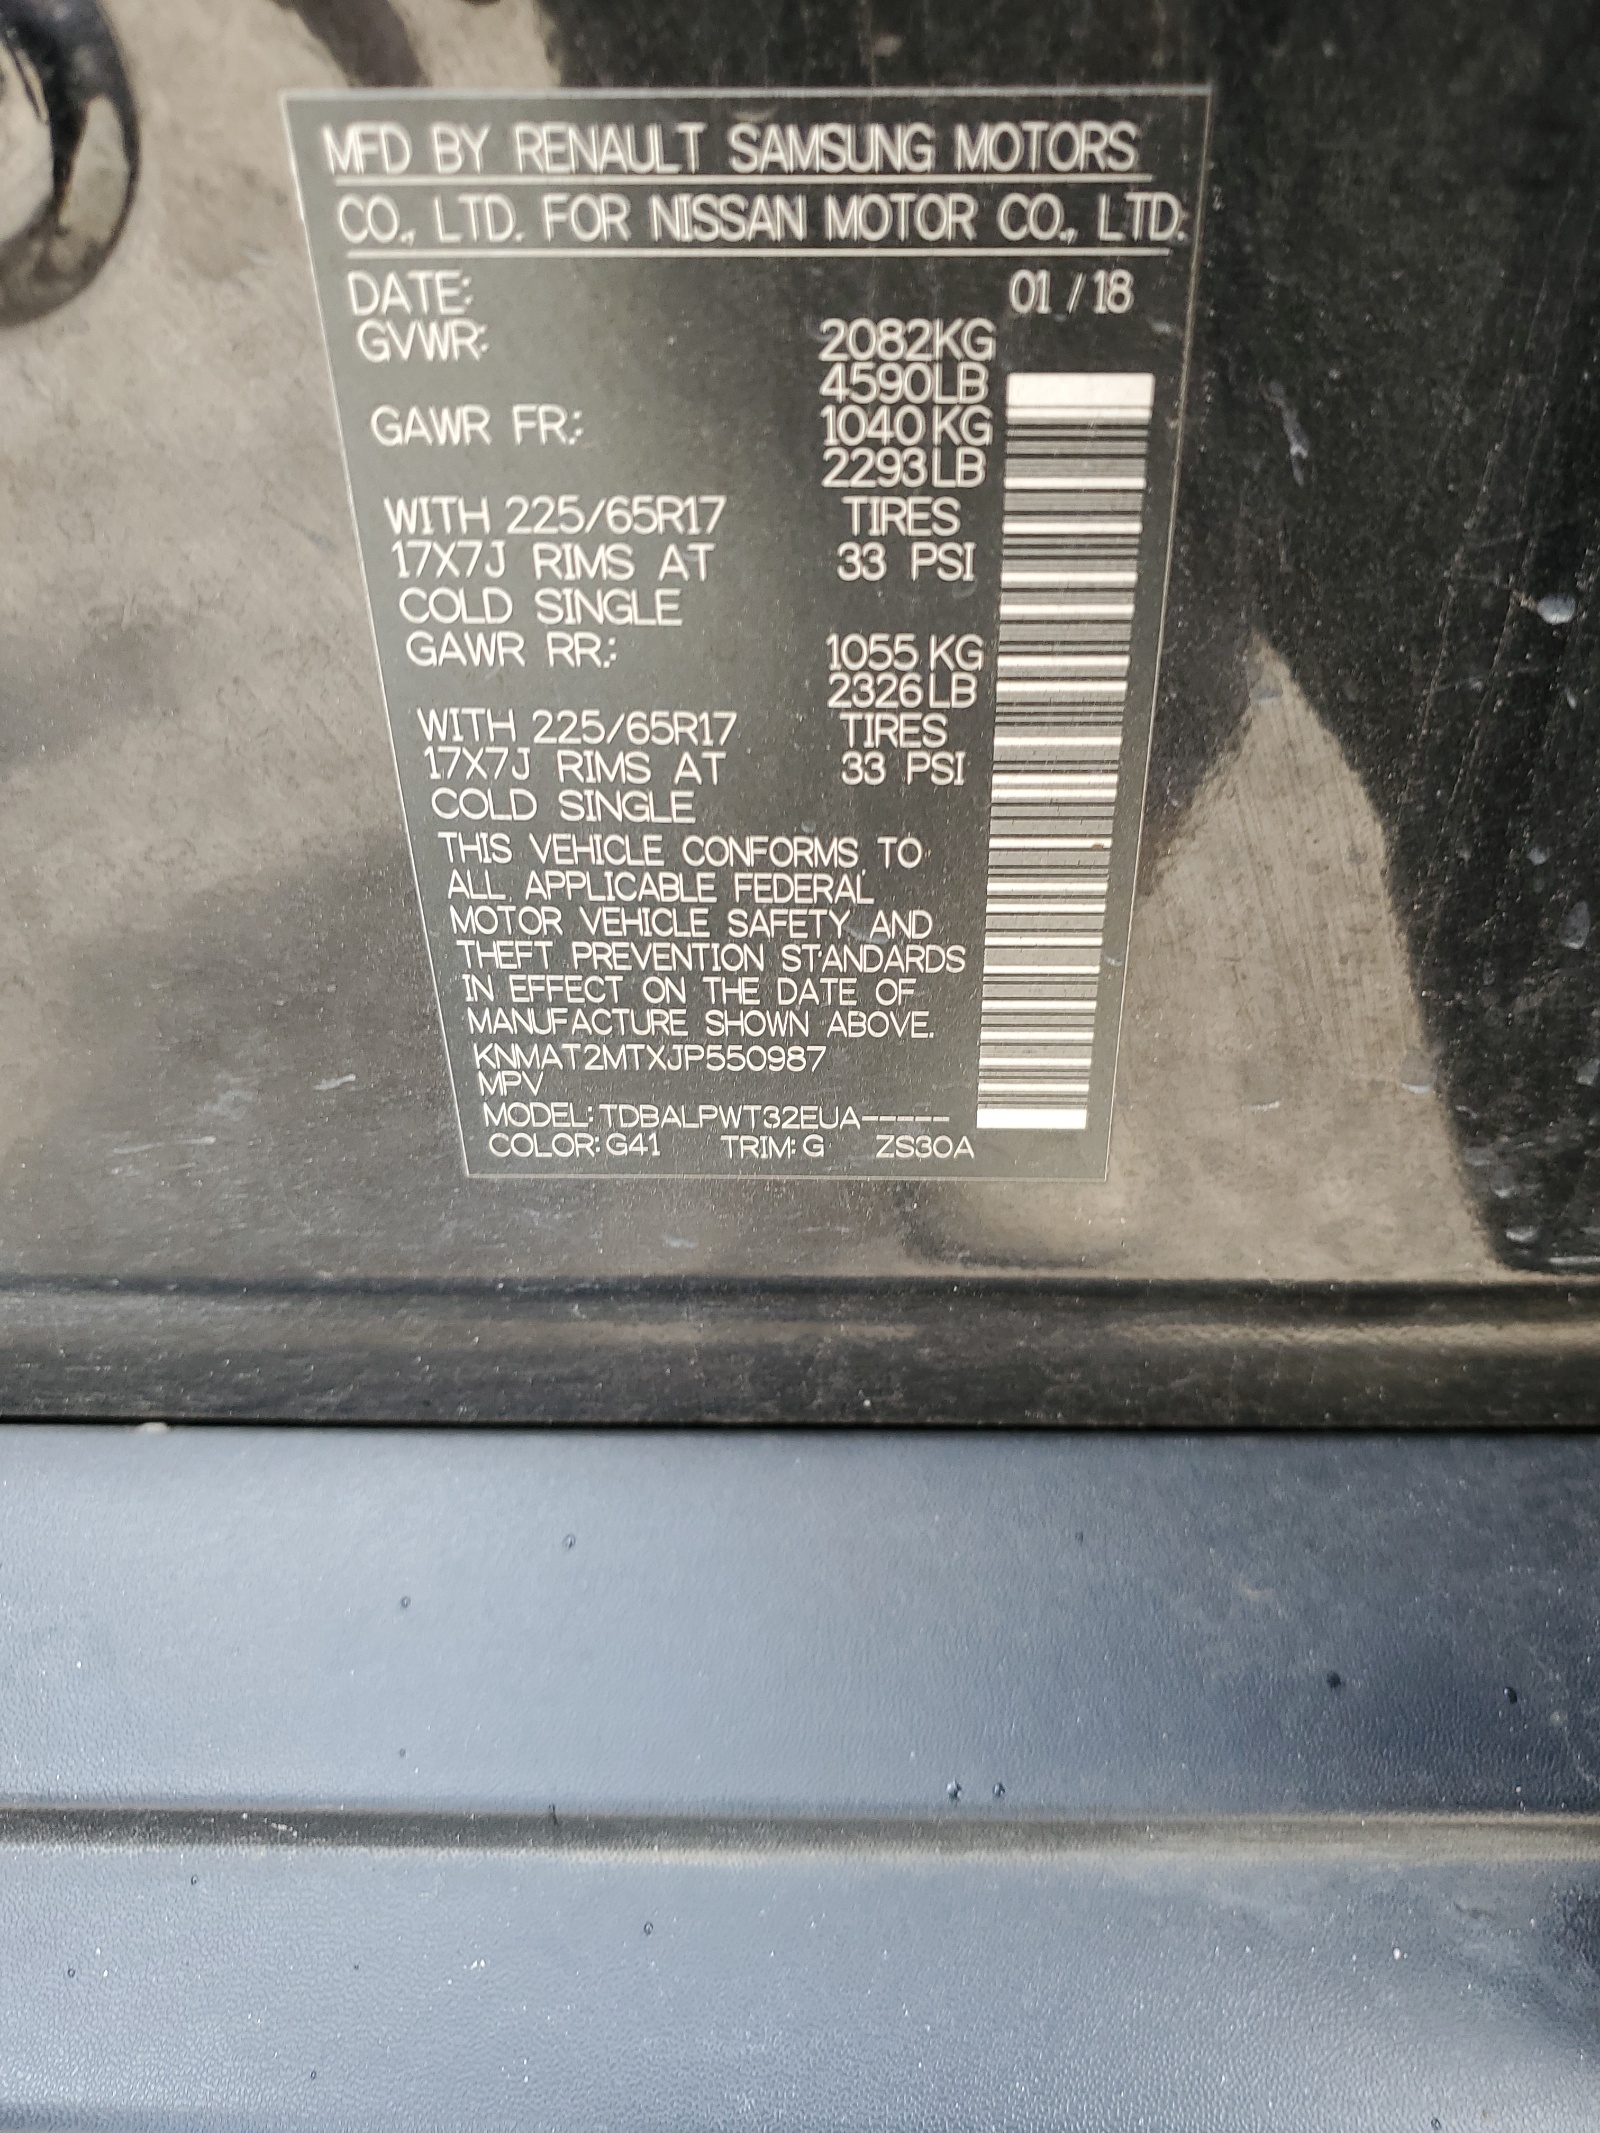 MFD BY RENAULT SAMSUNG MOTORS
CO., LTD. FOR NISSAN MOTOR CO., LTD.
DATE: 01 / 18
GVWR: 2082KG
4590LB
GAWR FR.: 1040 KG
2293LB
WITH 225/65R17 TIRES
17X7J RIMS AT 33 PSI
COLD SINGLE
GAWR RR.: 1055 KG
2326LB
WITH 225/65R17 TIRES
17X7J RIMS AT 33 PSI
COLD SINGLE
THIS VEHICLE CONFORMS TO
ALL APPLICABLE FEDERAL
MOTOR VEHICLE SAFETY AND
THEFT PREVENTION STANDARDS
IN EFFECT ON THE DATE OF
MANUFACTURE SHOWN ABOVE.
KNMAT2MTXJP550987
MPV
MODEL: TDBALPWT32EUA-----
COLOR: G41 TRIM: G ZS30A